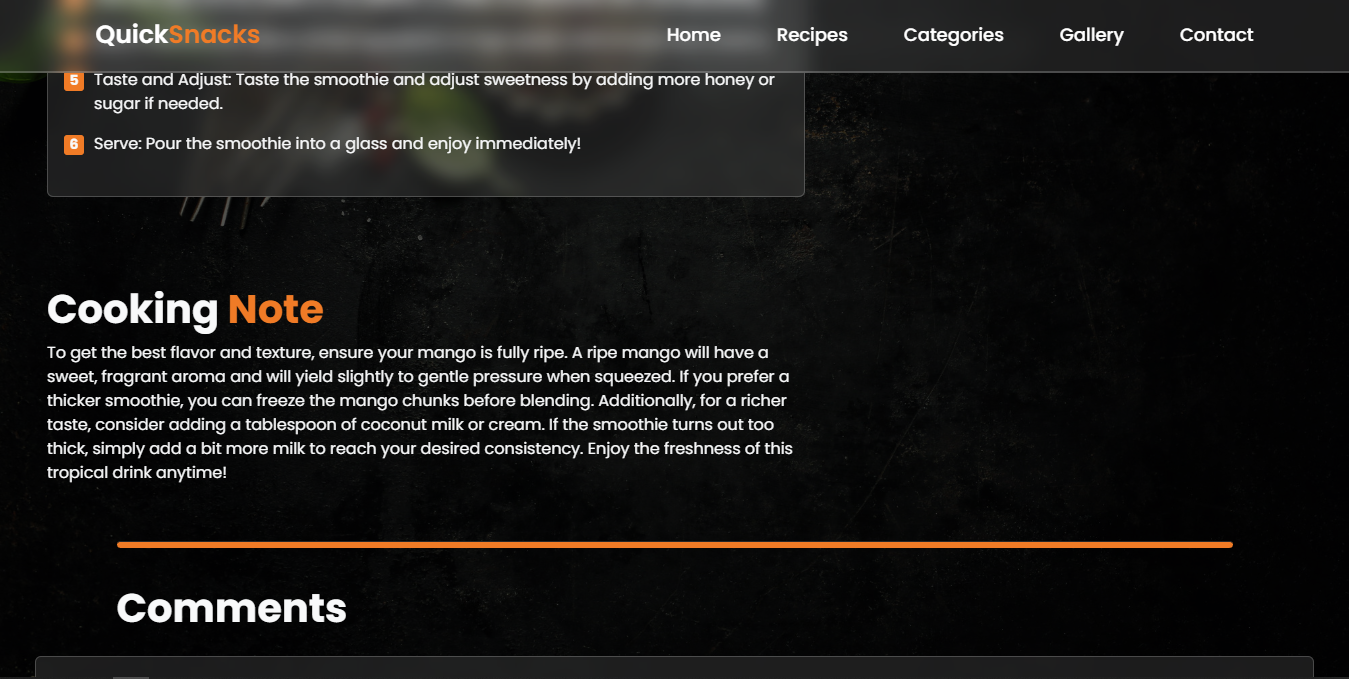 QuickSnacks Home Recipes Categories Gallery Contact
5 Taste and Adjust: Taste the smoothie and adjust sweetness by adding more honey or
sugar if needed.
6 Serve: Pour the smoothie into a glass and enjoy immediately!
Cooking Note
To get the best flavor and texture, ensure your mango is fully ripe. A ripe mango will have a
sweet, fragrant aroma and will yield slightly to gentle pressure when squeezed. If you prefer a
thicker smoothie, you can freeze the mango chunks before blending. Additionally, for a richer
taste, consider adding a tablespoon of coconut milk or cream. If the smoothie turns out too
thick, simply add a bit more milk to reach your desired consistency. Enjoy the freshness of this
tropical drink anytime!
Comments